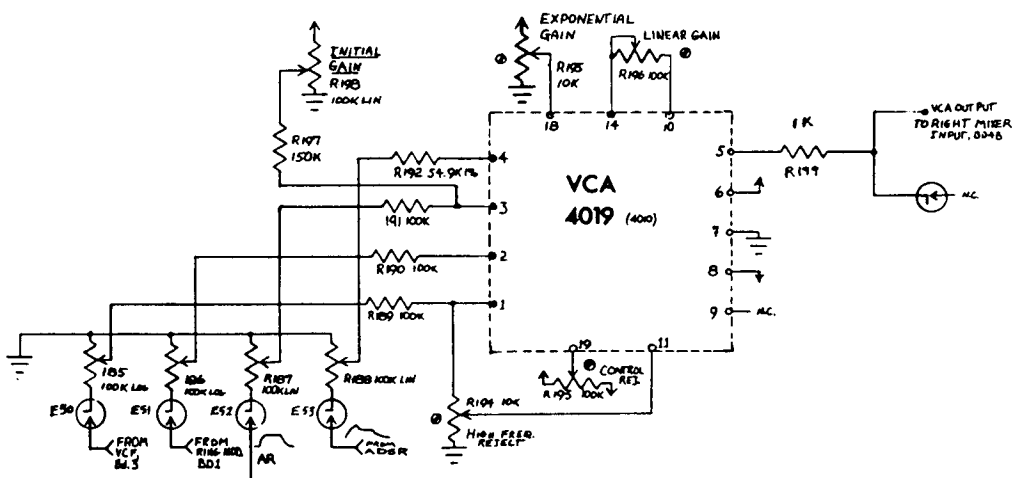 INITIAL
GAIN
R198
100K LIN
EXPONENTIAL
GAIN
R195
10K
LINEAR GAIN
R196 100K
18
14
10
R197
150K
R192 54.9K 1%
4
191 100K
3
R190 100K
2
R189 100K
1
VCA
4019 (4010)
5
6
7
8
9
N.C.
1K
R199
VCA OUTPUT
TO RIGHT MIXER
INPUT, BD4B
N.C.
19
11
CONTROL
REJ.
R193 100K
R194 10K
HIGH FREQ.
REJECT
185
100K LOG
186
100K LOG
R187
100K LIN
R188 100K LIN
E50
E51
E52
E53
FROM
VCF,
Bd.3
FROM
RING MOD
BD1
AR
FROM
ADSR